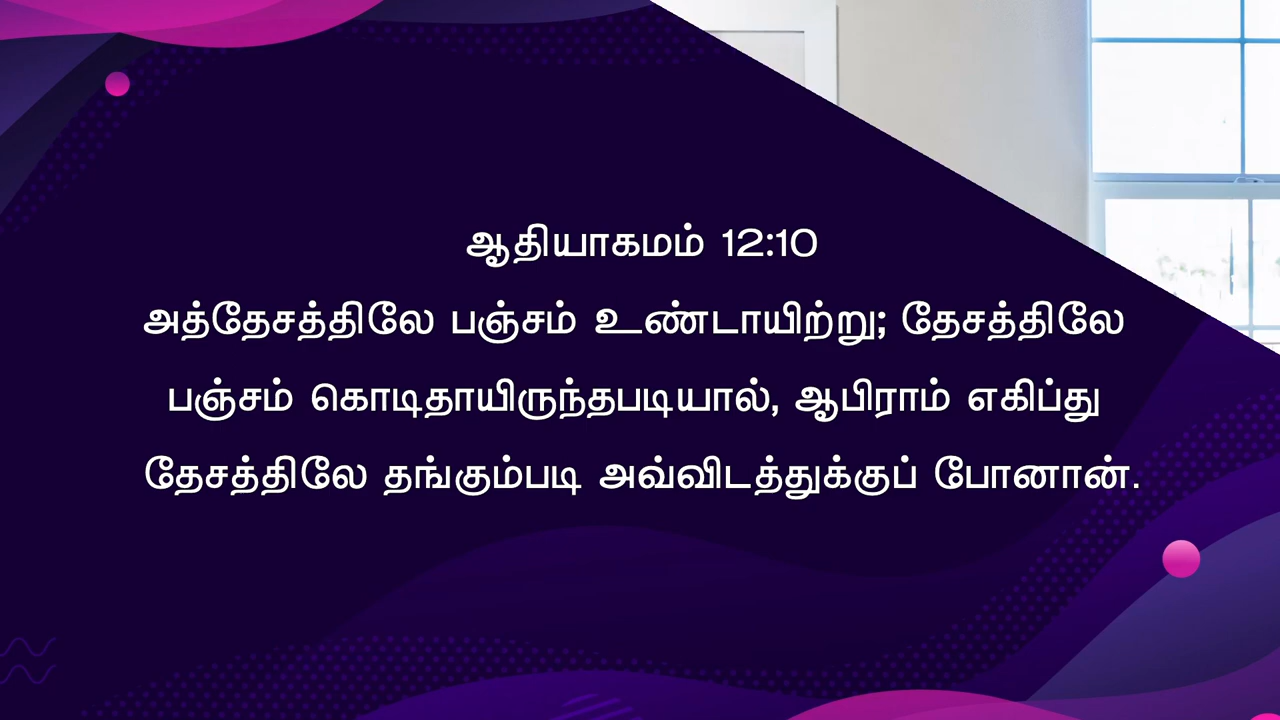 ஆதியாகமம் 12:10
அத்தேசத்திலே பஞ்சம் உண்டாயிற்று; தேசத்திலே
பஞ்சம் கொடிதாயிருந்தபடியால், ஆபிராம் எகிப்து
தேசத்திலே தங்கும்படி அவ்விடத்துக்குப் போனான்.